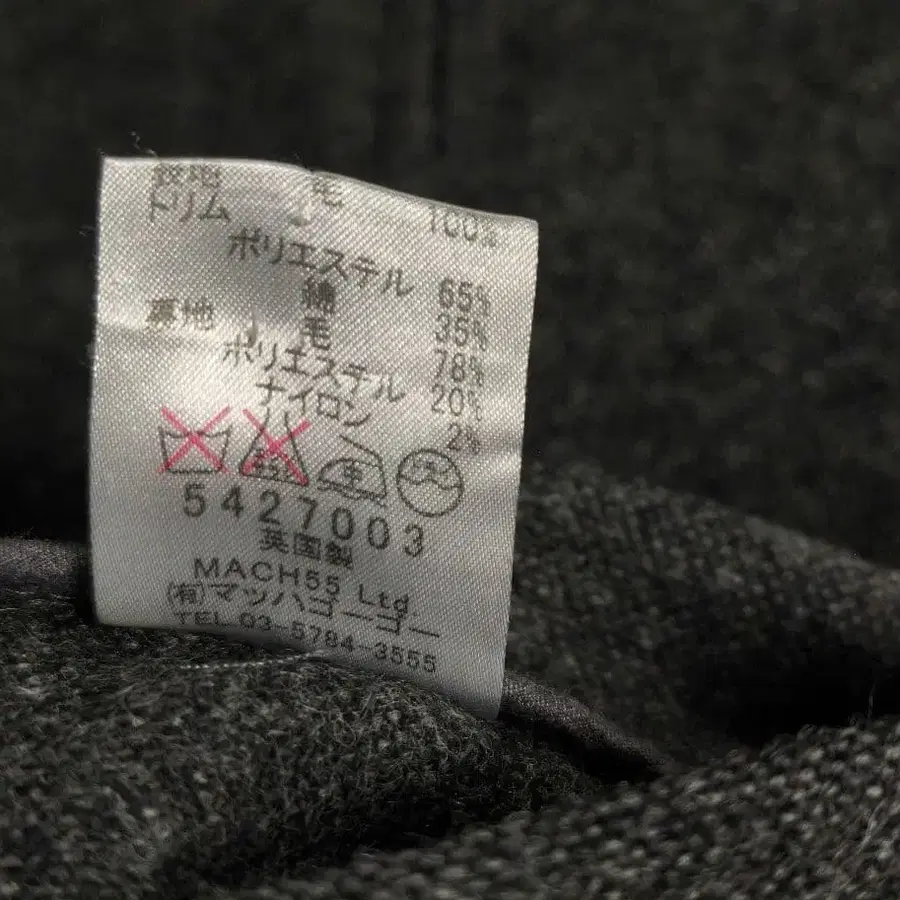 表地 毛 100%
トリム
ポリエステル 65%
綿 35%
裏地 毛 78%
ポリエステル 20%
ナイロン 2%
5427003
英国製
MACH55 Ltd
(有)マッハゴーゴー
TEL 03-5784-3555